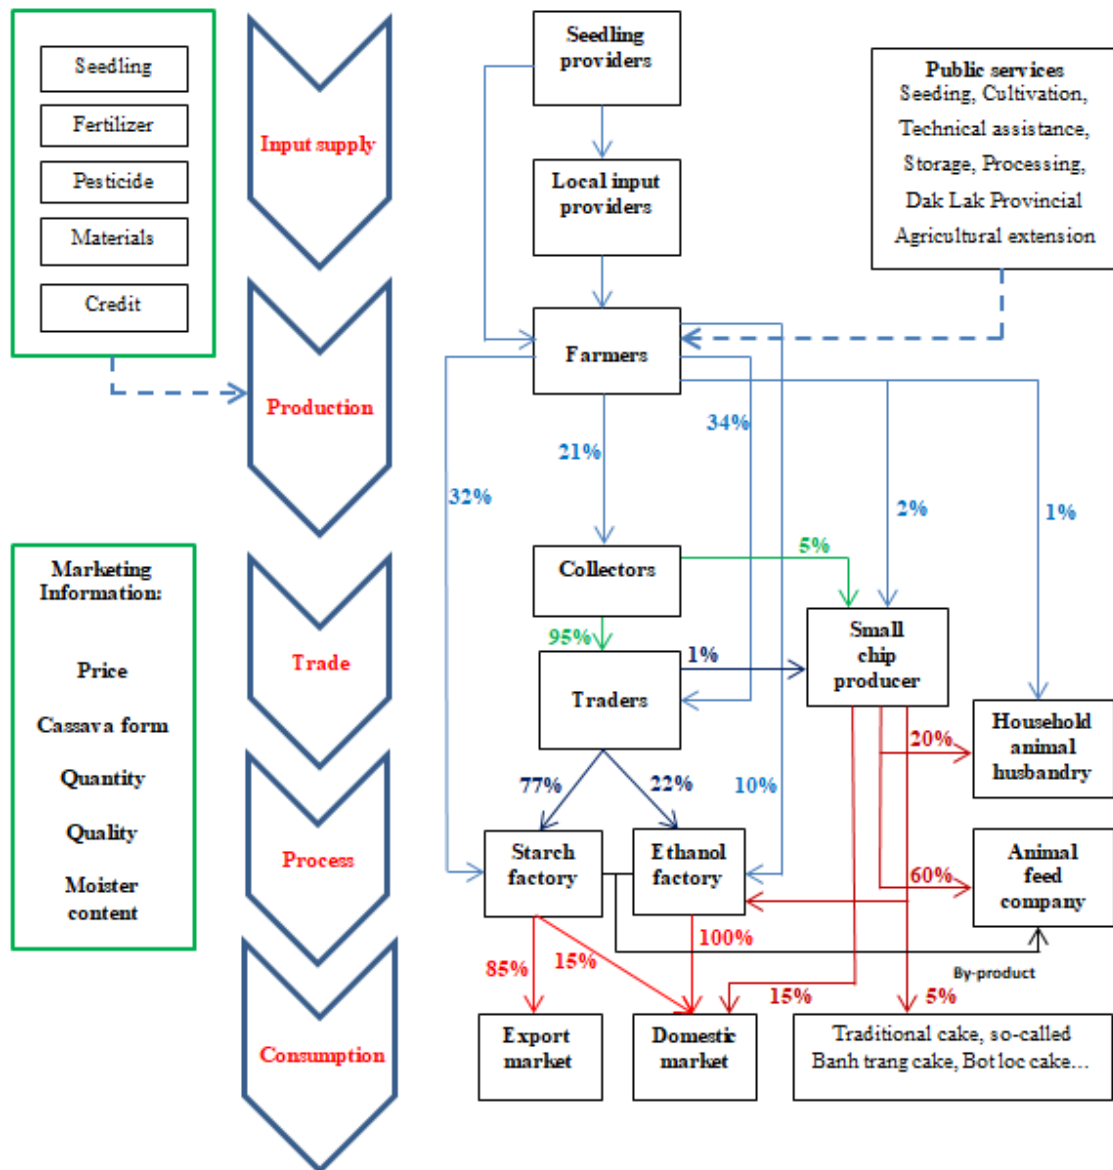 Seedling
Fertilizer
Pesticide
Materials
Credit
Marketing
Information:
Price
Cassava form
Quantity
Quality
Moister
content
Input supply
Production
Trade
Process
Consumption
Seedling
providers
Local input
providers
Public services
Seeding, Cultivation,
Technical assistance,
Storage, Processing,
Dak Lak Provincial
Agricultural extension
Farmers
34%
21%
32%
2%
1%
5%
Collectors
95%
1%
Small
chip
producer
Traders
Household
animal
husbandry
20%
77%
22%
10%
Starch
factory
Ethanol
factory
Animal
feed
company
60%
100%
85%
15%
By-product
15%
5%
Export
market
Domestic
market
Traditional cake, so-called
Banh trang cake, Bot loc cake...